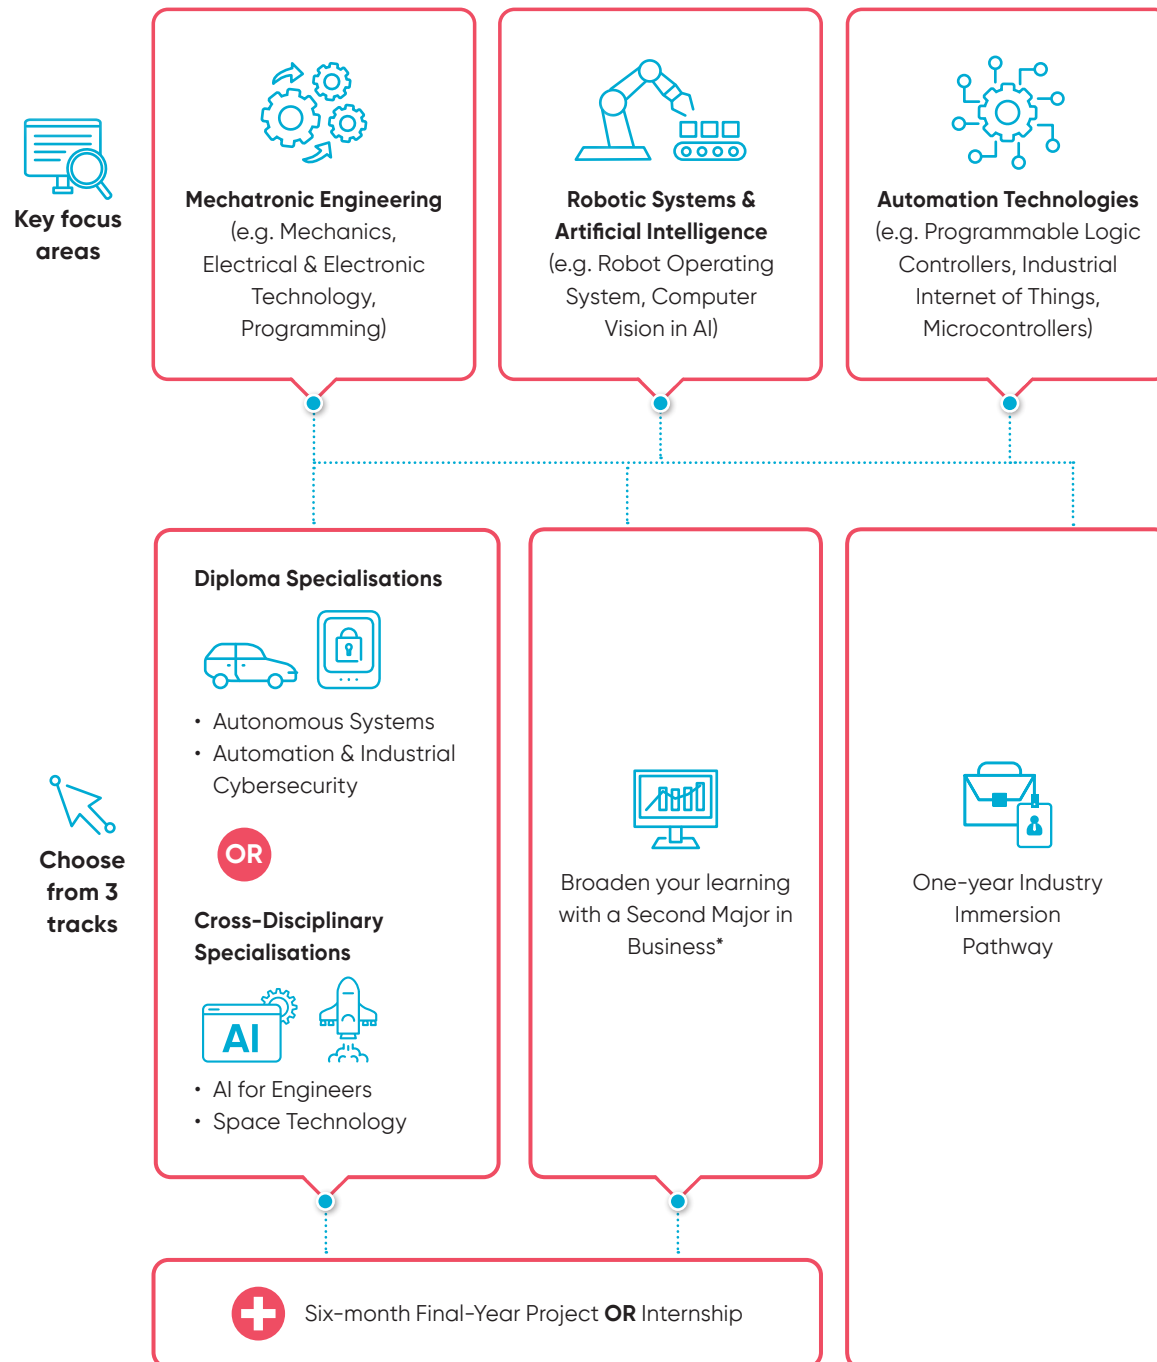 Key focus
areas
Mechatronic Engineering
(e.g. Mechanics,
Electrical & Electronic
Technology,
Programming)
Robotic Systems &
Artificial Intelligence
(e.g. Robot Operating
System, Computer
Vision in AI)
Automation Technologies
(e.g. Programmable Logic
Controllers, Industrial
Internet of Things,
Microcontrollers)
Choose
from 3
tracks
Diploma Specialisations
• Autonomous Systems
• Automation & Industrial
Cybersecurity
OR
Cross-Disciplinary
Specialisations
AI
• AI for Engineers
• Space Technology
Broaden your learning
with a Second Major in
Business*
One-year Industry
Immersion
Pathway
Six-month Final-Year Project OR Internship